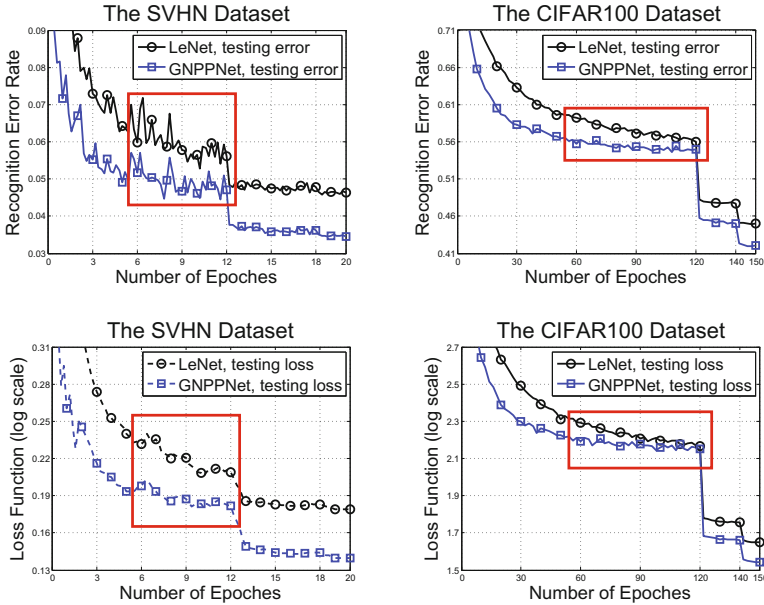 The SVHN Dataset
Recognition Error Rate
0.09
0.08
0.07
0.06
0.05
0.04
0.03
LeNet, testing error
GNPPNet, testing error
0 3 6 9 12 15 18 20
Number of Epoches
The CIFAR100 Dataset
Recognition Error Rate
0.71
0.66
0.61
0.56
0.51
0.46
0.41
LeNet, testing error
GNPPNet, testing error
0 30 60 90 120 140 150
Number of Epoches
The SVHN Dataset
Loss Function (log scale)
0.31
0.28
0.25
0.22
0.19
0.16
0.13
LeNet, testing loss
GNPPNet, testing loss
0 3 6 9 12 15 18 20
Number of Epoches
The CIFAR100 Dataset
Loss Function (log scale)
2.7
2.5
2.3
2.1
1.9
1.7
1.5
LeNet, testing loss
GNPPNet, testing loss
0 30 60 90 120 140 150
Number of Epoches